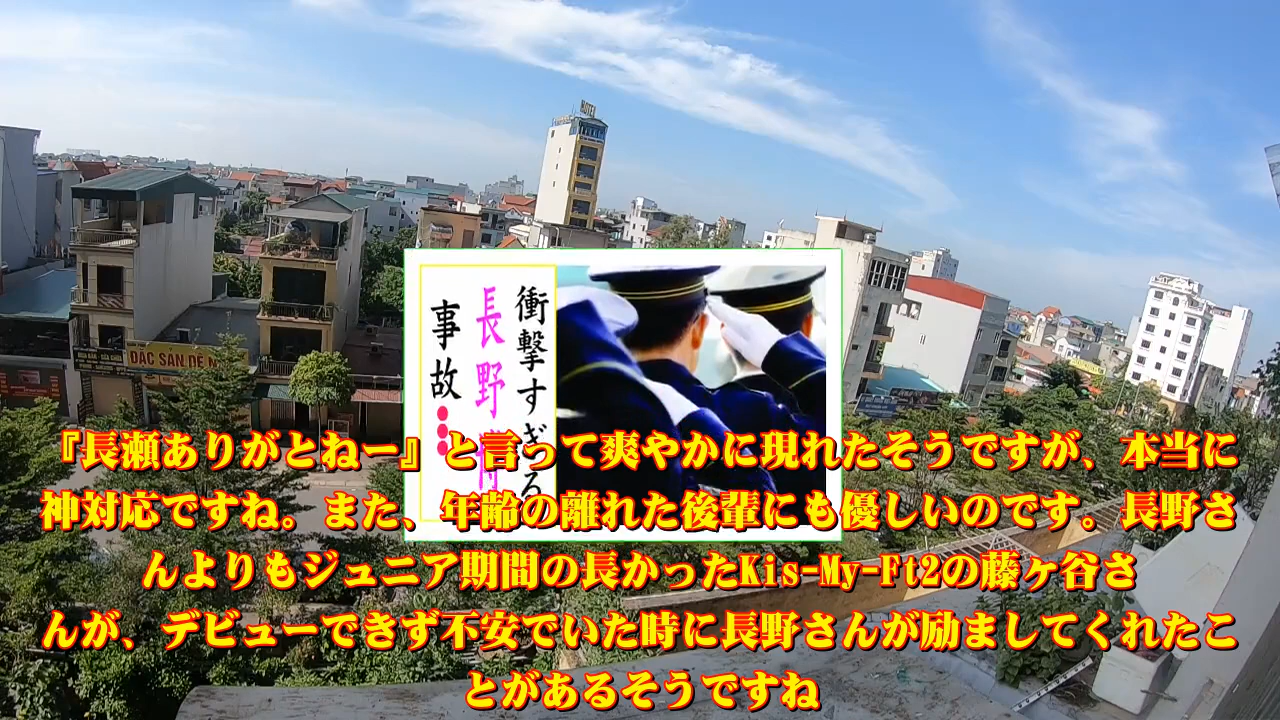 HOTEL
ĐẶC SẢN DÊ N
衝撃すぎる
長野博
事故●●●
『長瀬ありがとねー』と言って爽やかに現れたそうですが、本当に
神対応ですね。また、年齢の離れた後輩にも優しいのです。長野さ
んよりもジュニア期間の長かったKis-My-Ft2の藤ヶ谷さ
んが、デビューできず不安でいた時に長野さんが励ましてくれたこ
とがあるそうですね